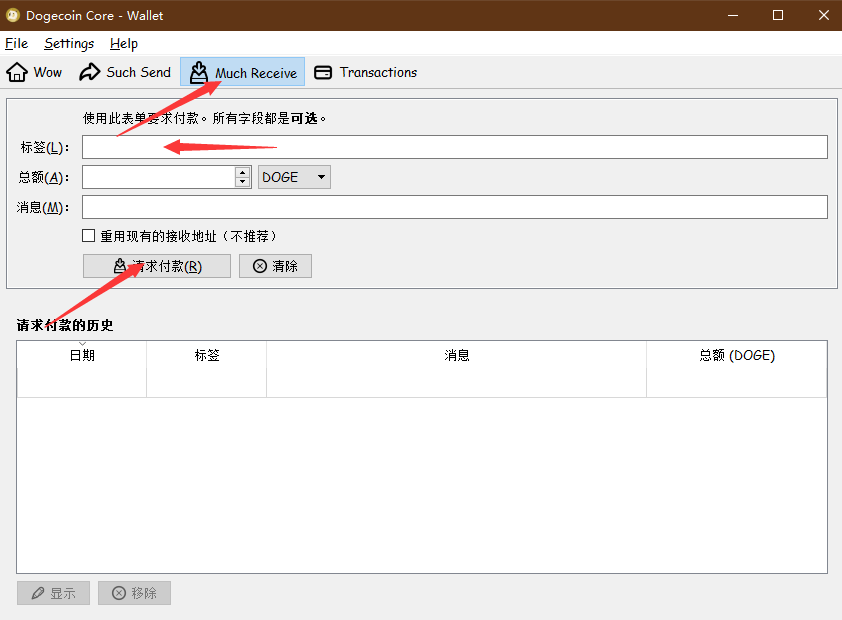 Dogecoin Core - Wallet
File Settings Help
Wow Such Send Much Receive Transactions
使用此表单要求付款。所有字段都是可选。
标签(L):
总额(A): DOGE
消息(M):
重用现有的接收地址（不推荐）
请求付款(R) 清除
请求付款的历史
日期 标签 消息 总额 (DOGE)
显示 移除